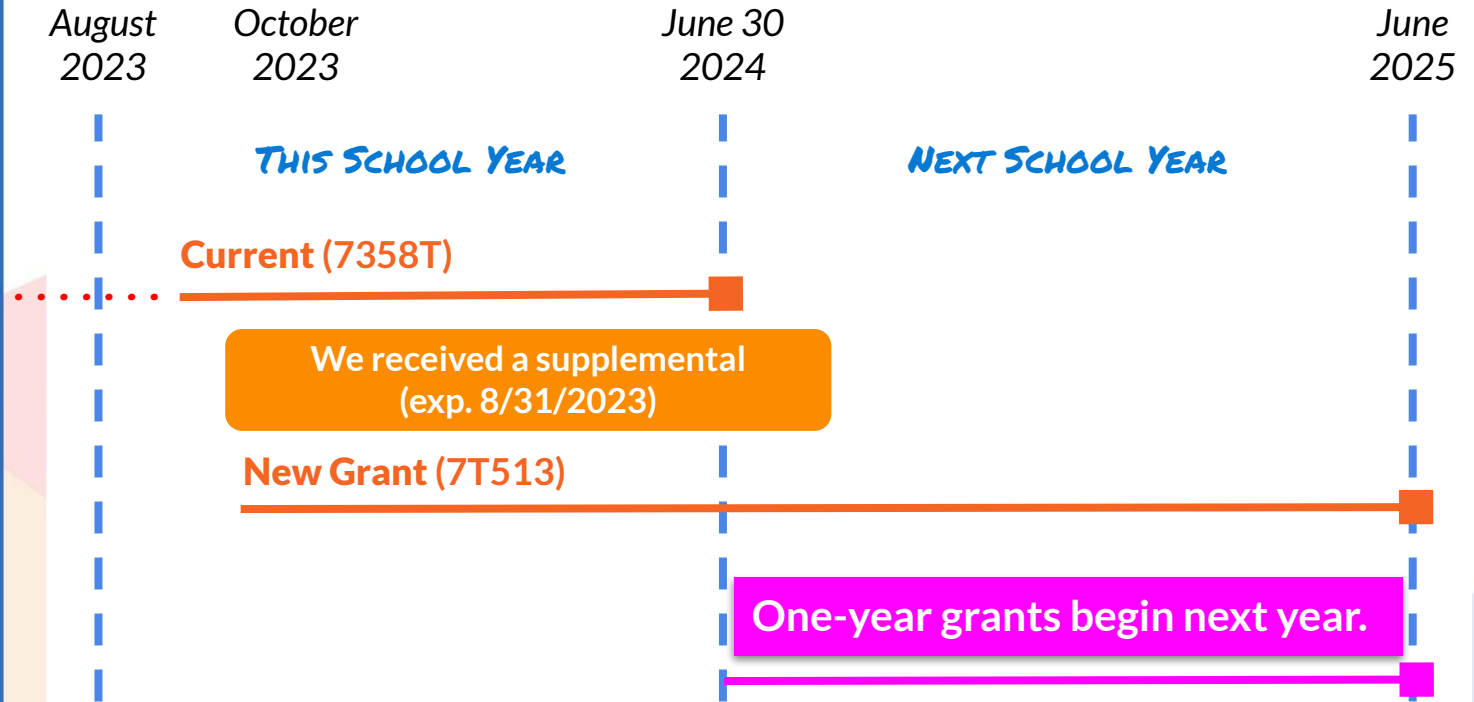 August
2023
October
2023
June 30
2024
June
2025
This School Year
Next School Year
Current (7358T)
We received a supplemental
(exp. 8/31/2023)
New Grant (7T513)
One-year grants begin next year.